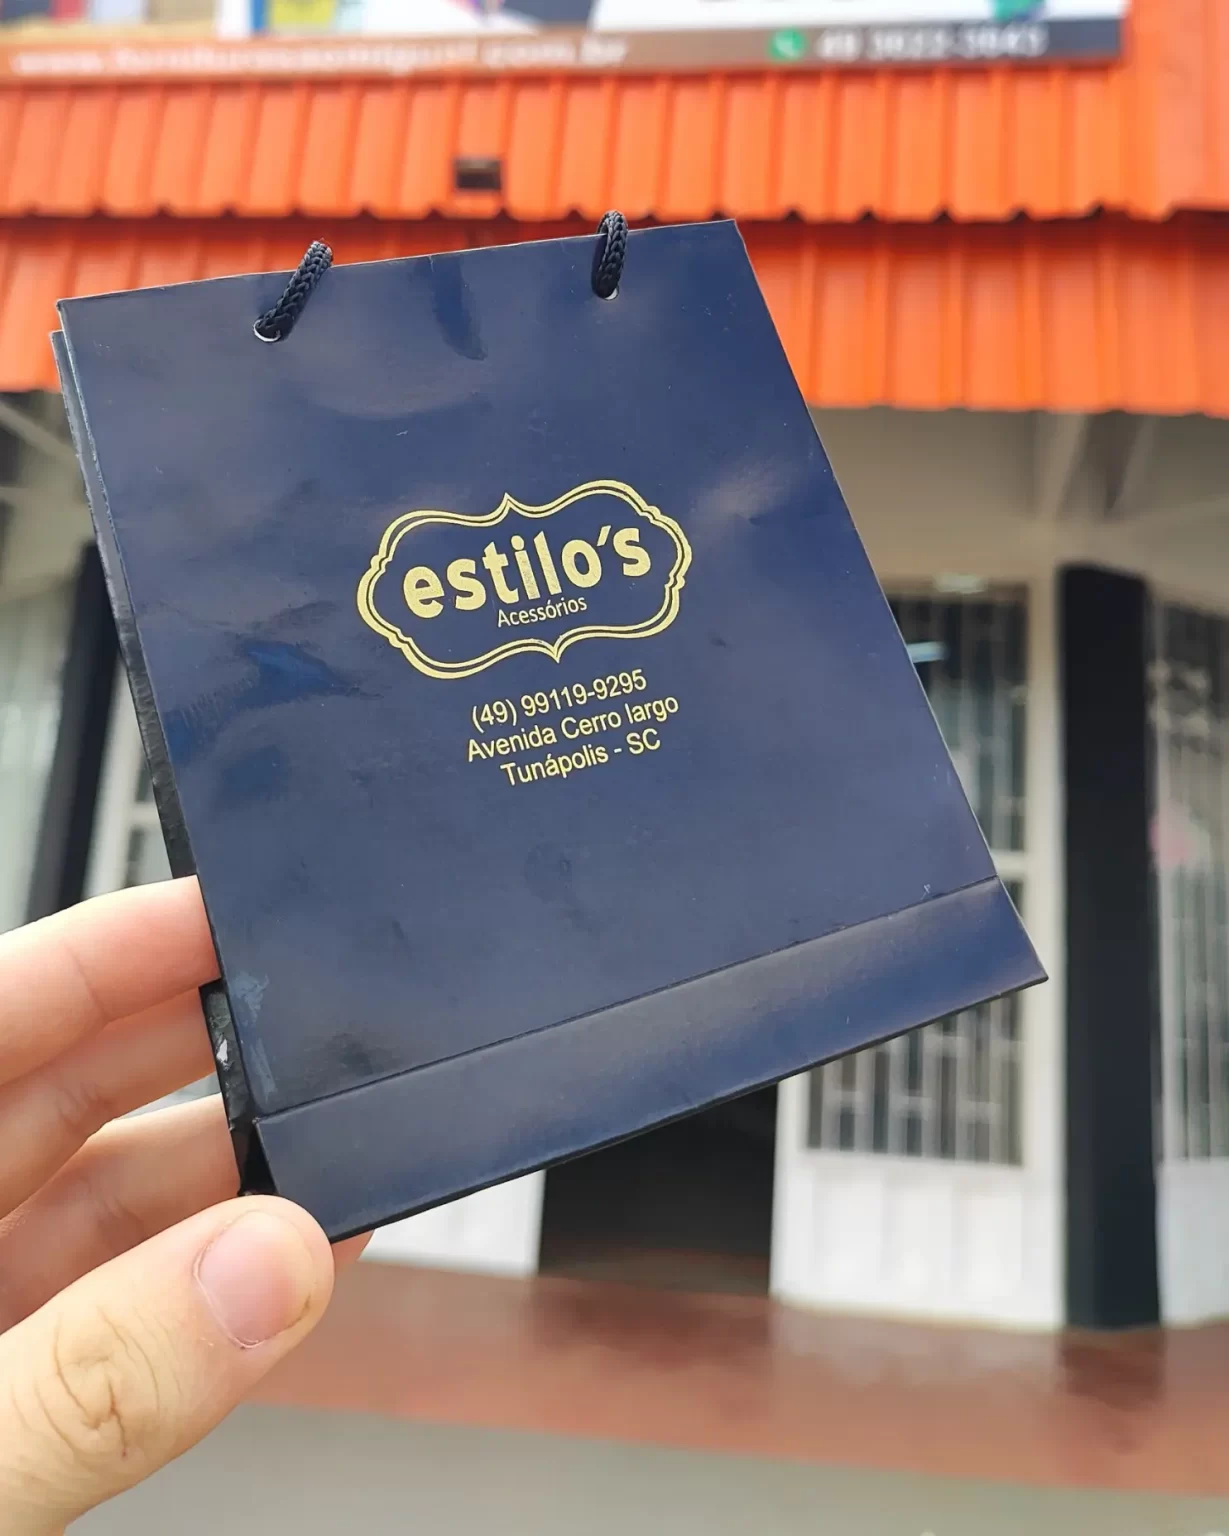 estilo's
Acessórios
(49) 99119-9295
Avenida Cerro largo
Tunápolis - SC